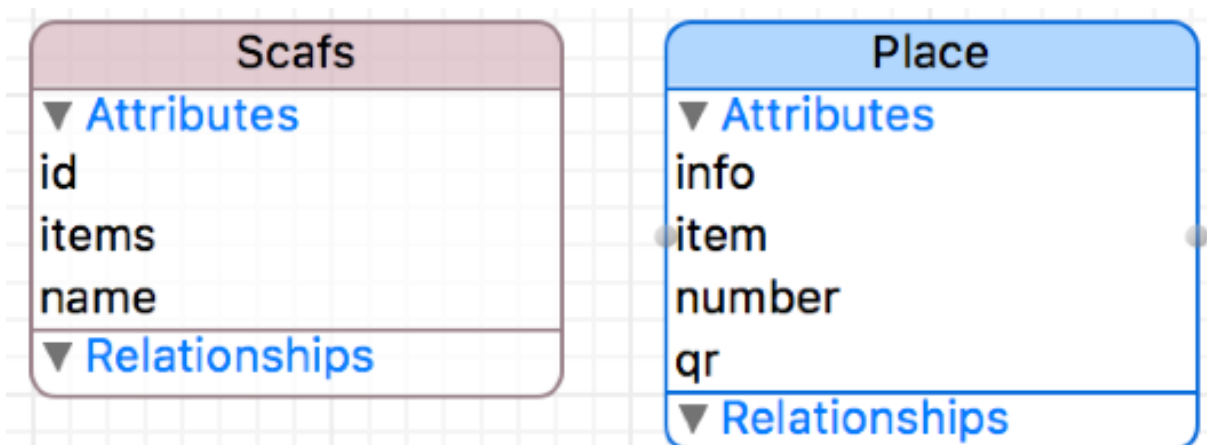 Scafs
Attributes
id
items
name
Relationships
Place
Attributes
info
item
number
qr
Relationships